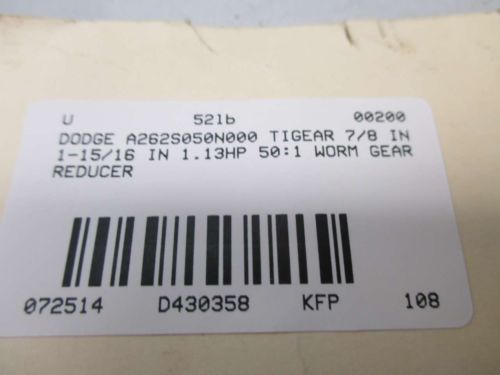 U 52lb 00200
DODGE A262S050N000 TIGEAR 7/8 IN
1-15/16 IN 1.13HP 50:1 WORM GEAR
REDUCER
072514 D430358 KFP 108